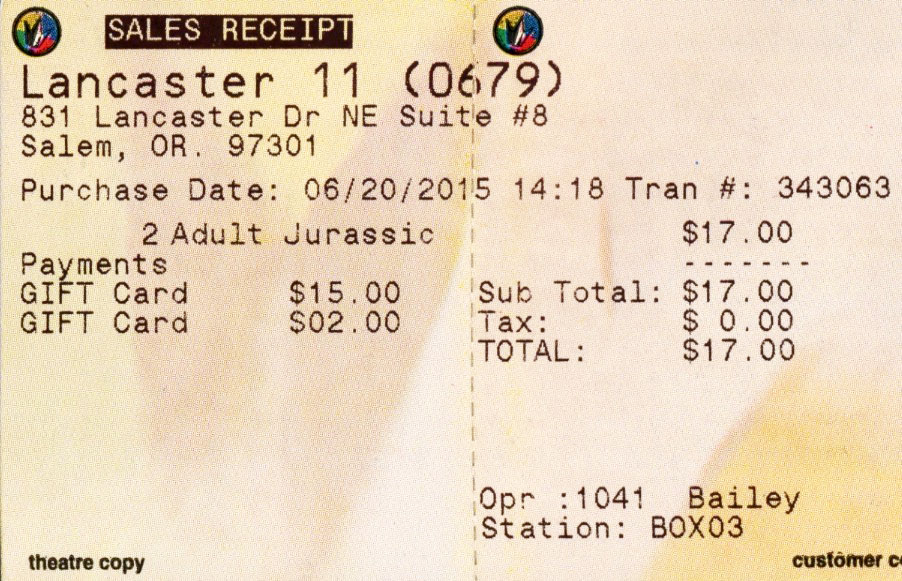 SALES RECEIPT
Lancaster 11 (0679)
831 Lancaster Dr NE Suite #8
Salem, OR. 97301
Purchase Date: 06/20/2015 14:18 Tran #: 343063
2 Adult Jurassic $17.00
Payments -------
GIFT Card $15.00 Sub Total: $17.00
GIFT Card $02.00 Tax: $ 0.00
TOTAL: $17.00
Opr :1041 Bailey
Station: BOX03
theatre copy customer